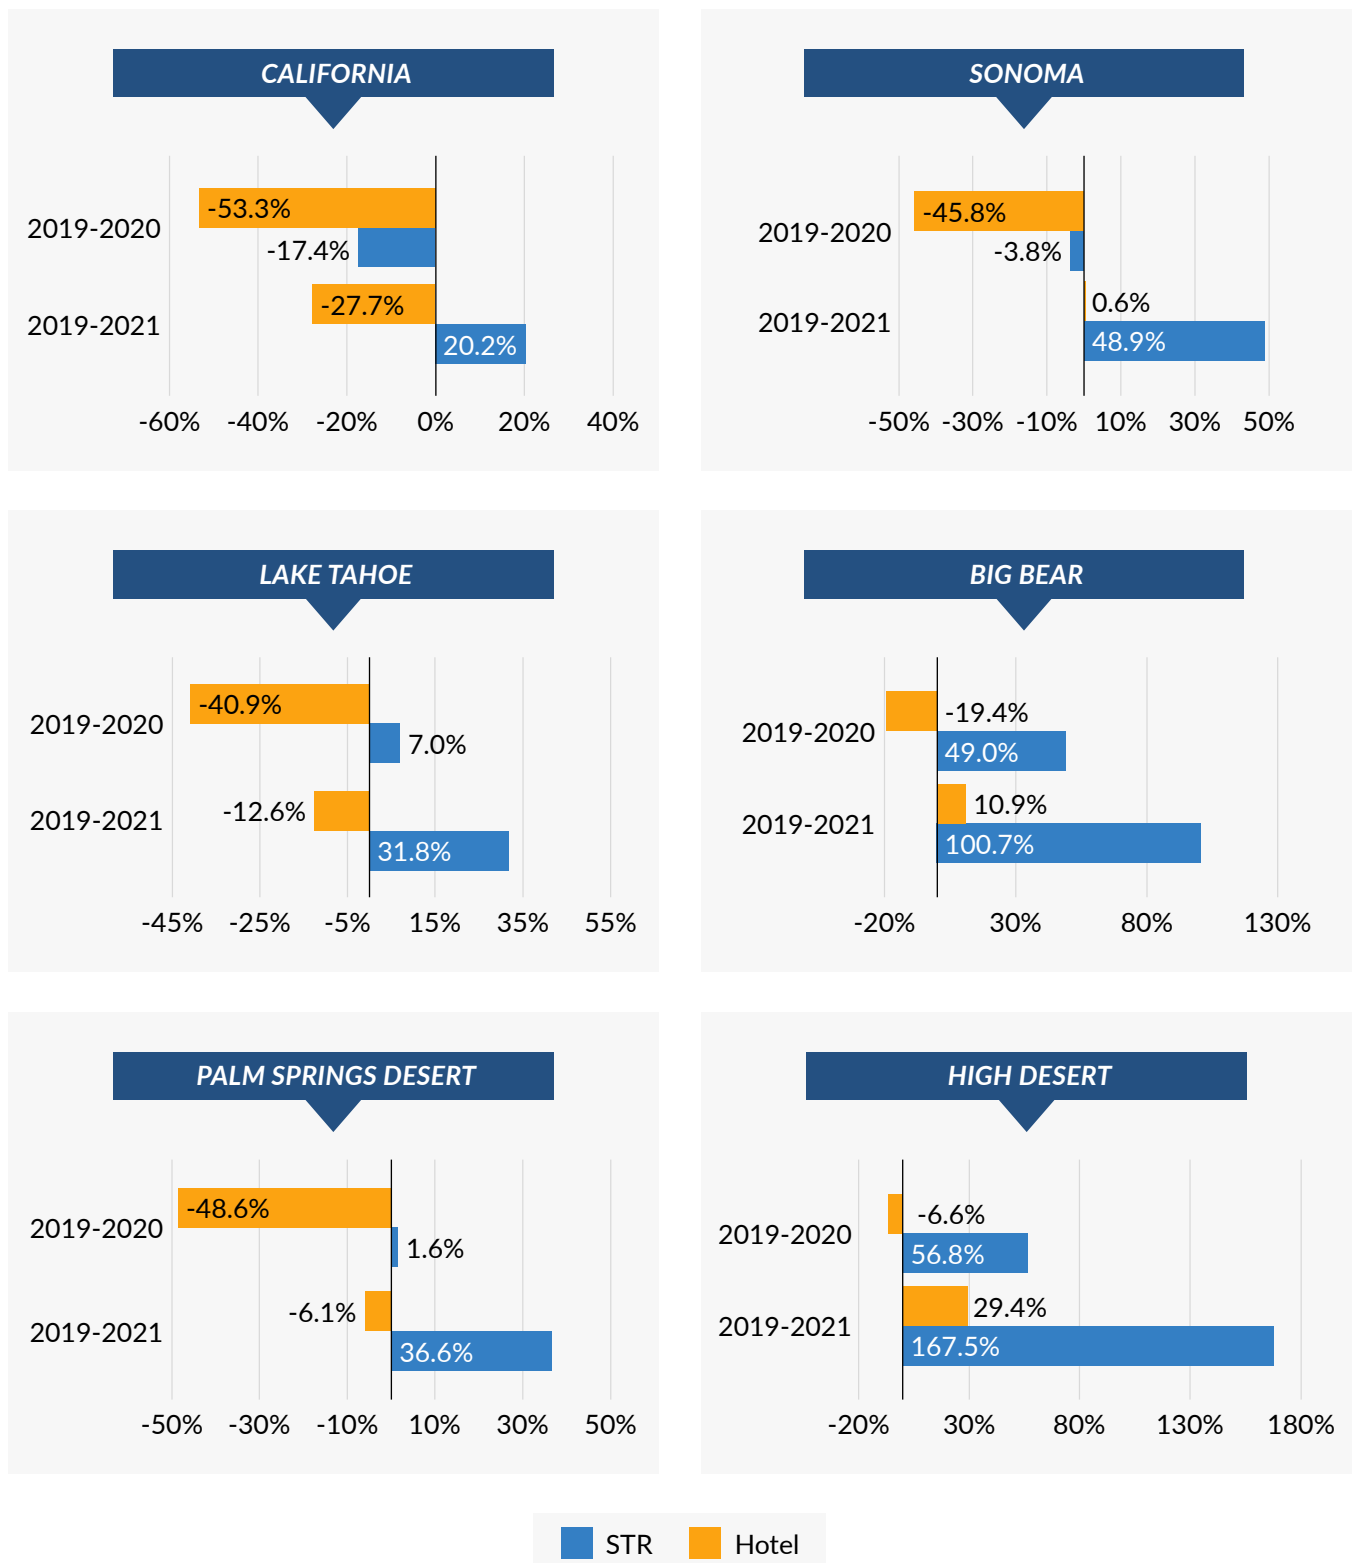 CALIFORNIA
2019-2020
-53.3%
-17.4%
2019-2021
-27.7%
20.2%
-60% -40% -20% 0% 20% 40%
SONOMA
2019-2020
-45.8%
-3.8%
2019-2021
0.6%
48.9%
-50% -30% -10% 10% 30% 50%
LAKE TAHOE
2019-2020
-40.9%
7.0%
2019-2021
-12.6%
31.8%
-45% -25% -5% 15% 35% 55%
BIG BEAR
2019-2020
-19.4%
49.0%
2019-2021
10.9%
100.7%
-20% 30% 80% 130%
PALM SPRINGS DESERT
2019-2020
-48.6%
1.6%
2019-2021
-6.1%
36.6%
-50% -30% -10% 10% 30% 50%
HIGH DESERT
2019-2020
-6.6%
56.8%
2019-2021
29.4%
167.5%
-20% 30% 80% 130% 180%
STR Hotel